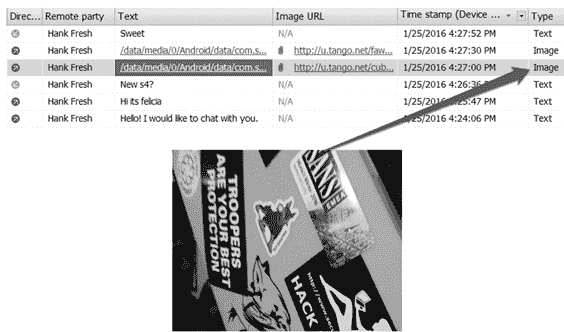 Direc... Remote party Text Image URL Time stamp (Device ... Type
Hank Fresh Sweet N/A 1/25/2016 4:27:52 PM Text
Hank Fresh /data/media/0/Android/data/com.s... http://u.tango.net/faw... 1/25/2016 4:27:30 PM Image
Hank Fresh /data/media/0/Android/data/com.s... http://u.tango.net/cub... 1/25/2016 4:27:00 PM Image
Hank Fresh New s4? N/A 1/25/2016 4:26:36 PM Text
Hank Fresh Hi its felicia N/A 1/25/2016 4:25:47 PM Text
Hank Fresh Hello! I would like to chat with you. N/A 1/25/2016 4:24:06 PM Text
TROOPERS
ARE YOUR BEST
PROTECTION
SANS
HACK